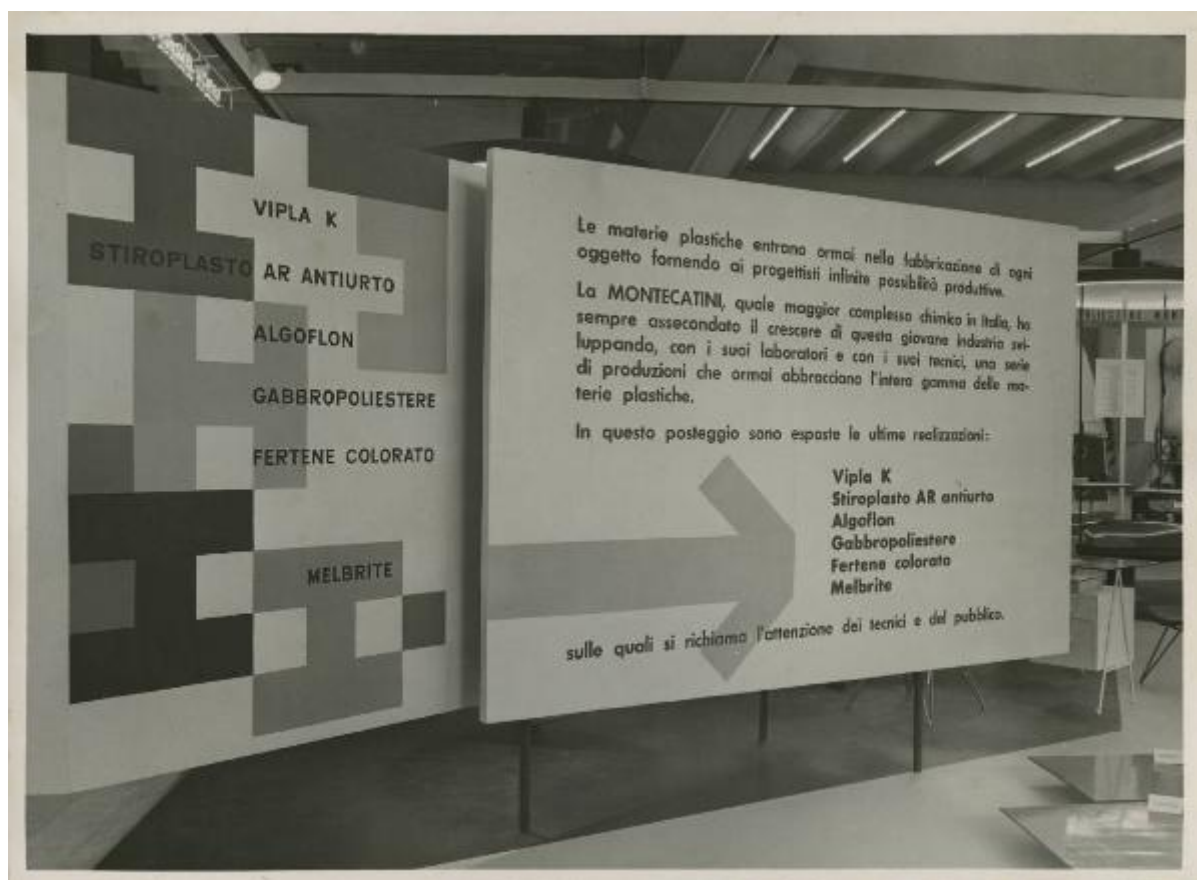 VIPLA K
STIROPLASTO AR ANTIURTO
ALGOFLON
GABBROPOLIESTERE
FERTENE COLORATO
MELBRITE
Le materie plastiche entrano ormai nella fabbricazione di ogni
oggetto fornendo ai progettisti infinite possibilità produttive.
La MONTECATINI, quale maggior complesso chimico in Italia, ha
sempre assecondato il crescere di questa giovane industria svi-
luppando, con i suoi laboratori e con i suoi tecnici, una serie
di produzioni che ormai abbracciano l'intera gamma delle ma-
terie plastiche.
In questo posteggio sono esposte le ultime realizzazioni:
Vipla K
Stiroplasto AR antiurto
Algoflon
Gabbropoliestere
Fertene colorato
Melbrite
sulle quali si richiama l'attenzione dei tecnici e del pubblico.